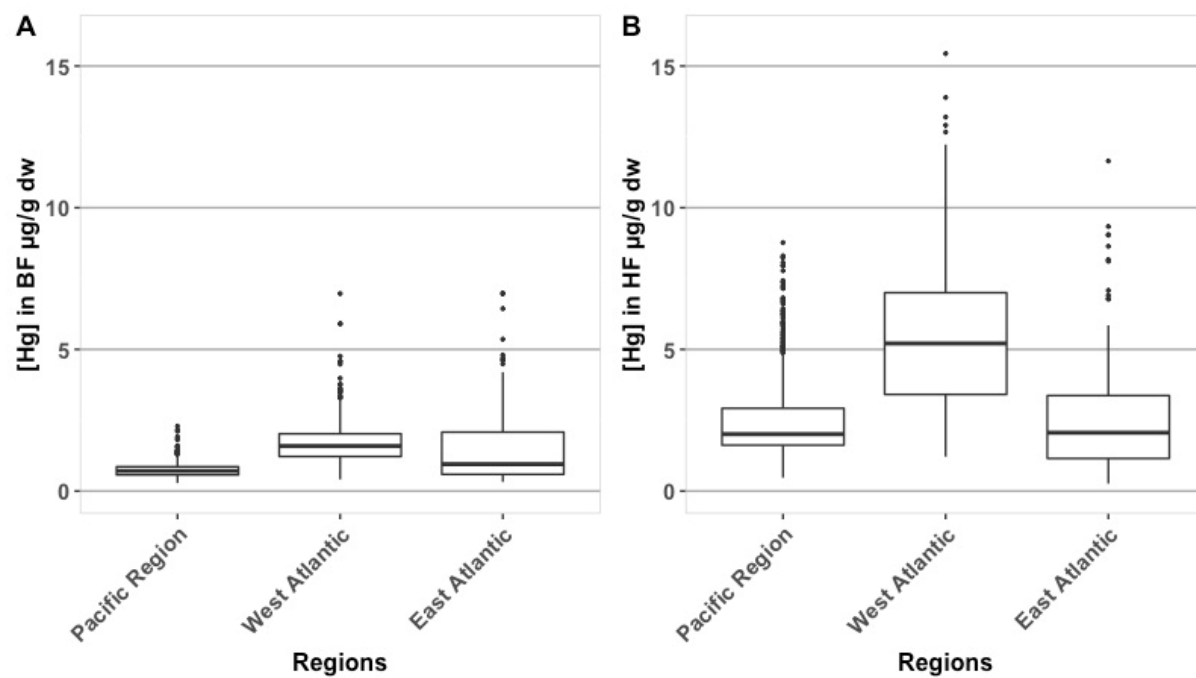 A
[Hg] in BF µg/g dw
15
10
5
0
Pacific Region
West Atlantic
East Atlantic
Regions
B
[Hg] in HF µg/g dw
15
10
5
0
Pacific Region
West Atlantic
East Atlantic
Regions